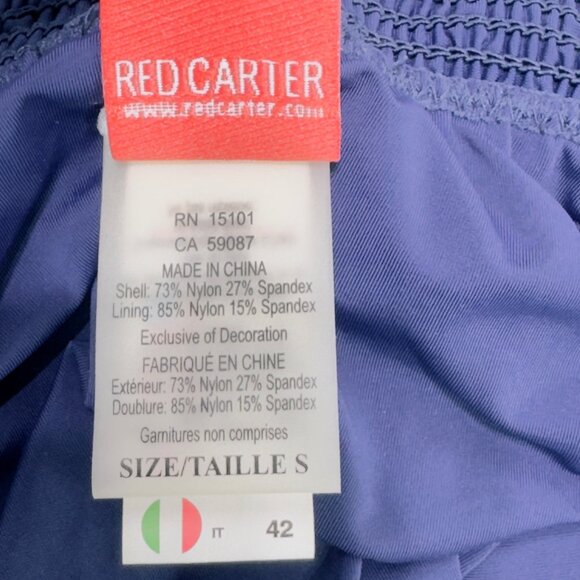 RED CARTER
www.redcarter.com
RN 15101
CA 59087
MADE IN CHINA
Shell: 73% Nylon 27% Spandex
Lining: 85% Nylon 15% Spandex
Exclusive of Decoration
FABRIQUÉ EN CHINE
Extérieur: 73% Nylon 27% Spandex
Doublure: 85% Nylon 15% Spandex
Garnitures non comprises
SIZE/TAILLE S
IT 42